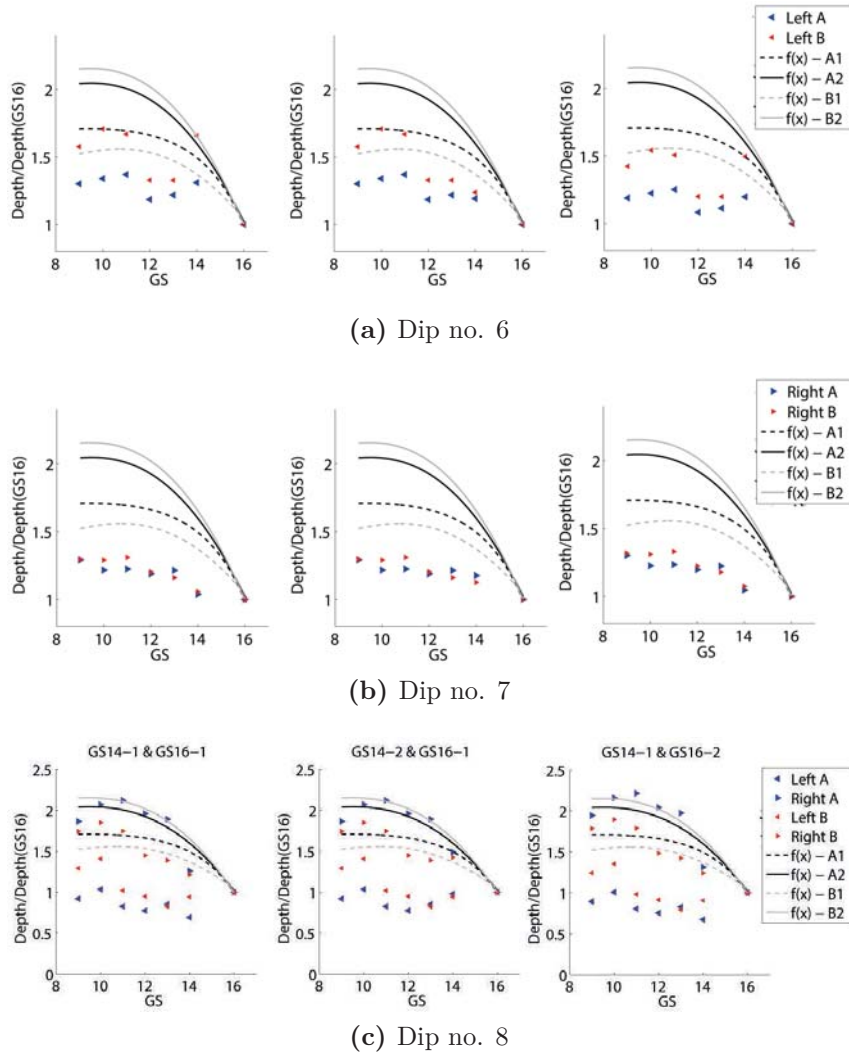 Depth/Depth(GS16)
2
1.5
1
8 10 12 14 16
GS
2
1.5
1
8 10 12 14 16
GS
2
1.5
1
8 10 12 14 16
GS
Left A
Left B
f(x) − A1
f(x) − A2
f(x) − B1
f(x) − B2
Depth/Depth(GS16)
Depth/Depth(GS16)
(a) Dip no. 6
Depth/Depth(GS16)
2
1.5
1
8 10 12 14 16
GS
Depth/Depth(GS16)
2
1.5
1
8 10 12 14 16
GS
Depth/Depth(GS16)
2
1.5
1
8 10 12 14 16
GS
Right A
Right B
f(x) − A1
f(x) − A2
f(x) − B1
f(x) − B2
(b) Dip no. 7
GS14−1 & GS16−1
Depth/Depth(GS16)
2.5
2
1.5
1
0.5
0
8 10 12 14 16
GS
GS14−2 & GS16−1
Depth/Depth(GS16)
2.5
2
1.5
1
0.5
0
8 10 12 14 16
GS
GS14−1 & GS16−2
Depth/Depth(GS16)
2.5
2
1.5
1
0.5
0
8 10 12 14 16
GS
Left A
Right A
Left B
Right B
f(x) − A1
f(x) − A2
f(x) − B1
f(x) − B2
(c) Dip no. 8